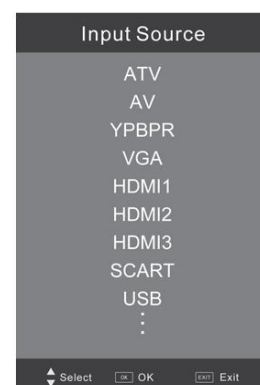 Input Source
ATV
AV
YPBPR
VGA
HDMI1
HDMI2
HDMI3
SCART
USB
⋮
Select OK OK EXIT Exit